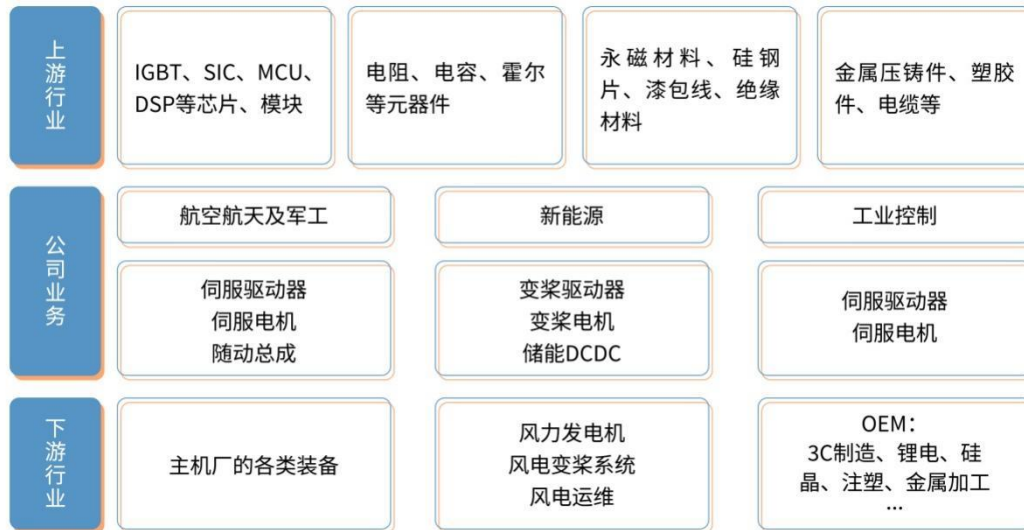 上游行业
IGBT、SIC、MCU、
DSP等芯片、模块
电阻、电容、霍尔
等元器件
永磁材料、硅钢
片、漆包线、绝缘
材料
金属压铸件、塑胶
件、电缆等
公司业务
航空航天及军工
新能源
工业控制
伺服驱动器
伺服电机
随动总成
变桨驱动器
变桨电机
储能DCDC
伺服驱动器
伺服电机
下游行业
主机厂的各类装备
风力发电机
风电变桨系统
风电运维
OEM：
3C制造、锂电、硅
晶、注塑、金属加工
...